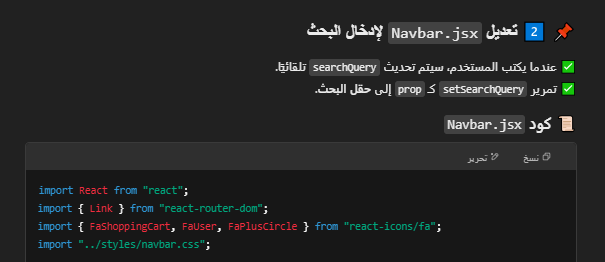 📌 2️⃣ تعديل Navbar.jsx لإدخال البحث
✅ عندما يكتب المستخدم، سيتم تحديث searchQuery تلقائيًا.
✅ تمرير setSearchQuery كـ prop إلى حقل البحث.
📜 كود Navbar.jsx
نسخ تحرير
import React from "react";
import { Link } from "react-router-dom";
import { FaShoppingCart, FaUser, FaPlusCircle } from "react-icons/fa";
import "../styles/navbar.css";